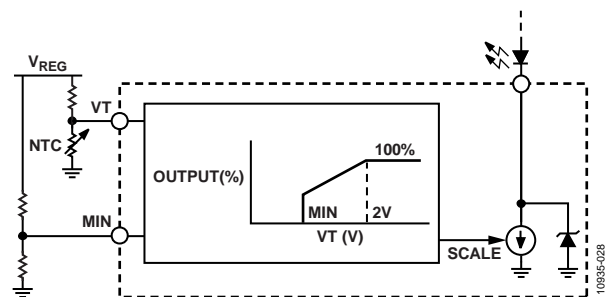 VREG
VT
NTC
MIN
OUTPUT(%)
100%
MIN
2V
VT (V)
SCALE
10935-028